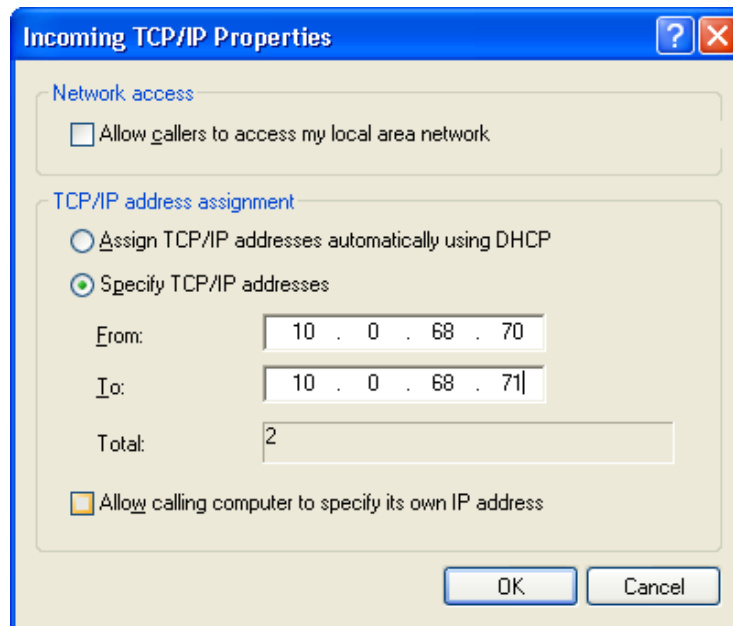 Incoming TCP/IP Properties
Network access
Allow callers to access my local area network
TCP/IP address assignment
Assign TCP/IP addresses automatically using DHCP
Specify TCP/IP addresses
From: 10 . 0 . 68 . 70
To: 10 . 0 . 68 . 71
Total: 2
Allow calling computer to specify its own IP address
OK Cancel